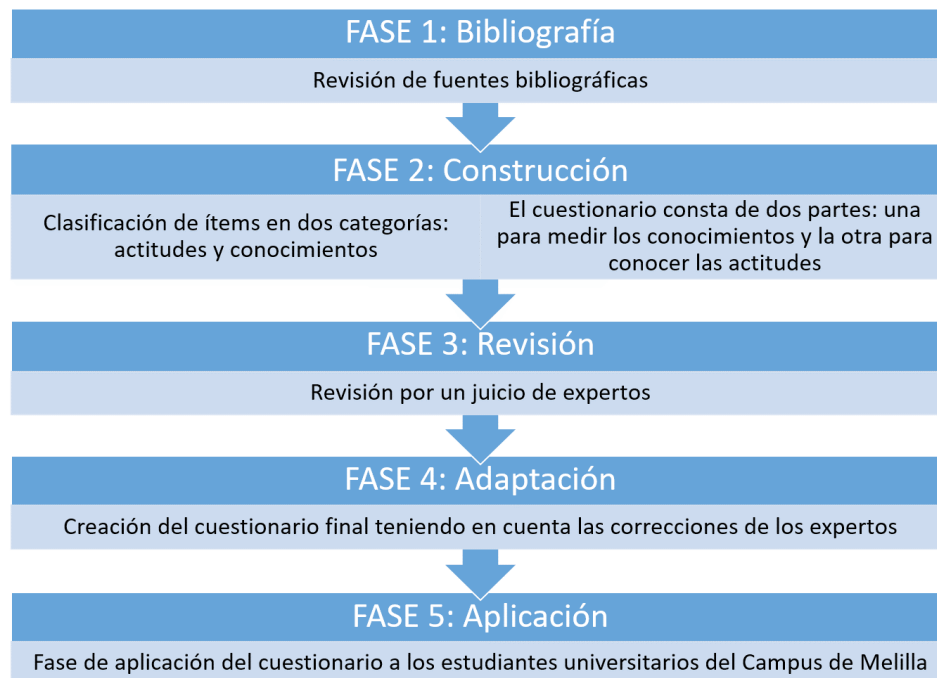 FASE 1: Bibliografía
Revisión de fuentes bibliográficas
FASE 2: Construcción
Clasificación de ítems en dos categorías:
actitudes y conocimientos
El cuestionario consta de dos partes: una
para medir los conocimientos y la otra para
conocer las actitudes
FASE 3: Revisión
Revisión por un juicio de expertos
FASE 4: Adaptación
Creación del cuestionario final teniendo en cuenta las correcciones de los expertos
FASE 5: Aplicación
Fase de aplicación del cuestionario a los estudiantes universitarios del Campus de Melilla